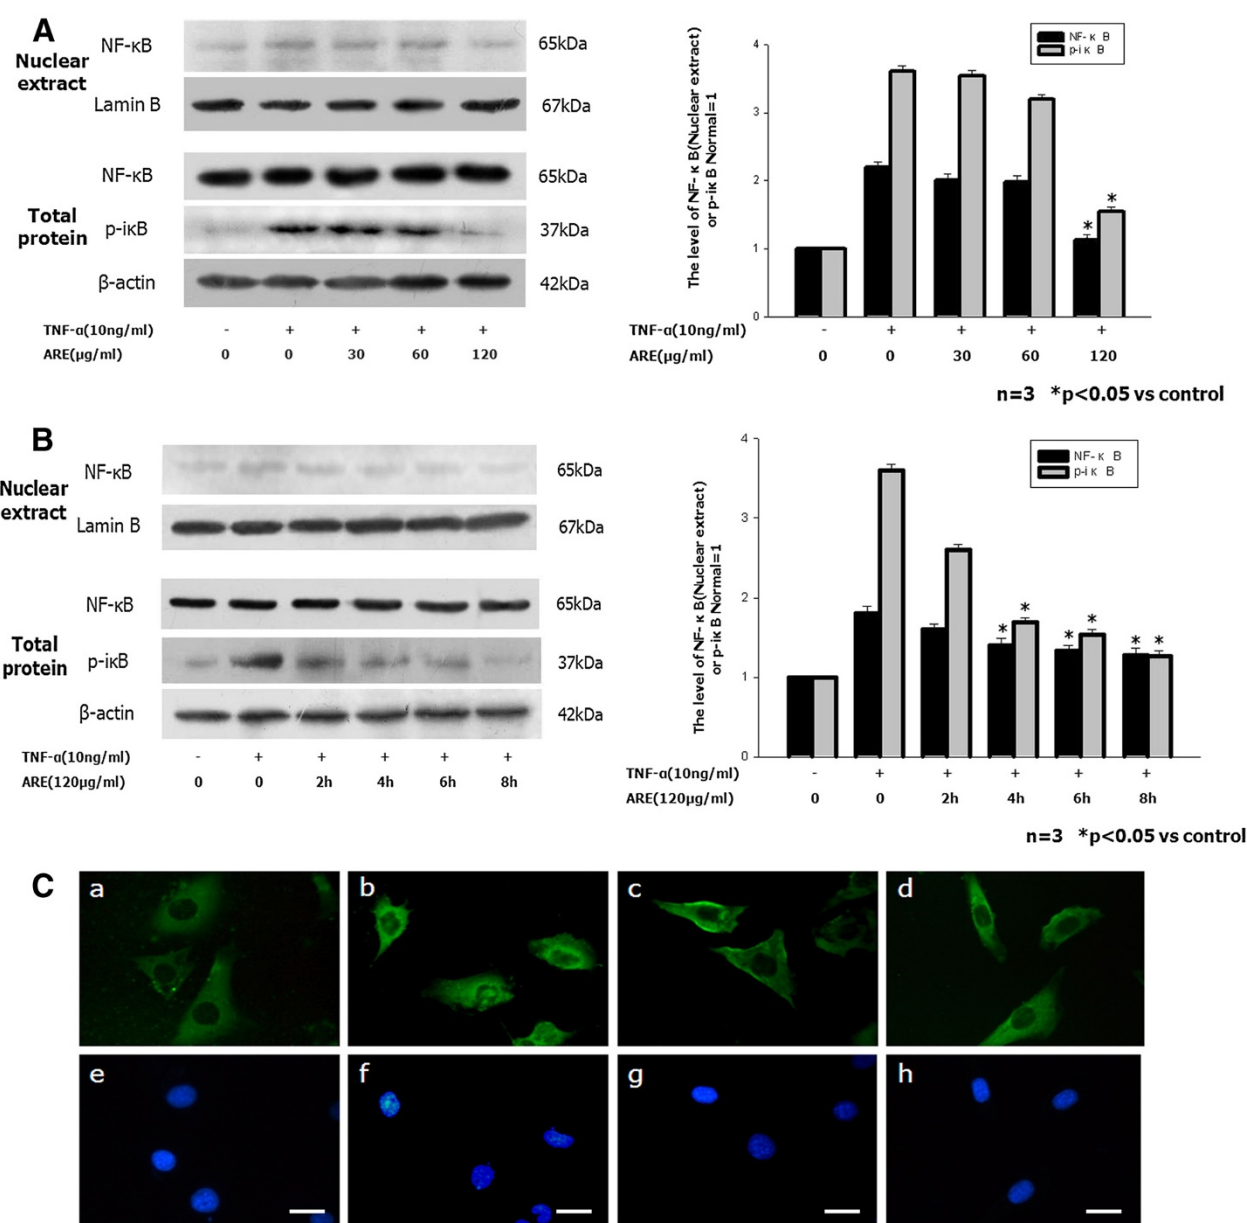 A
Nuclear
extract
NF-κB
65kDa
Lamin B
67kDa
Total
protein
NF-κB
65kDa
p-iκB
37kDa
β-actin
42kDa
TNF-α(10ng/ml) - + + + +
ARE(μg/ml) 0 0 30 60 120
The level of NF- κ B(Nuclear extract)
or p-iκ B Normal=1
4
3
2
1
0
NF- κ B
p-i κ B
* *
TNF-α(10ng/ml) - + + + +
ARE(μg/ml) 0 0 30 60 120
n=3 *p<0.05 vs control
B
Nuclear
extract
NF-κB
65kDa
Lamin B
67kDa
Total
protein
NF-κB
65kDa
p-iκB
37kDa
β-actin
42kDa
TNF-α(10ng/ml) - + + + + +
ARE(120μg/ml) 0 0 2h 4h 6h 8h
The level of NF- κ B(Nuclear extract)
or p-iκ B Normal=1
4
3
2
1
0
NF- κ B
p-i κ B
* * * * * *
TNF-α(10ng/ml) - + + + + +
ARE(120μg/ml) 0 0 2h 4h 6h 8h
n=3 *p<0.05 vs control
C
a b c d
e f g h